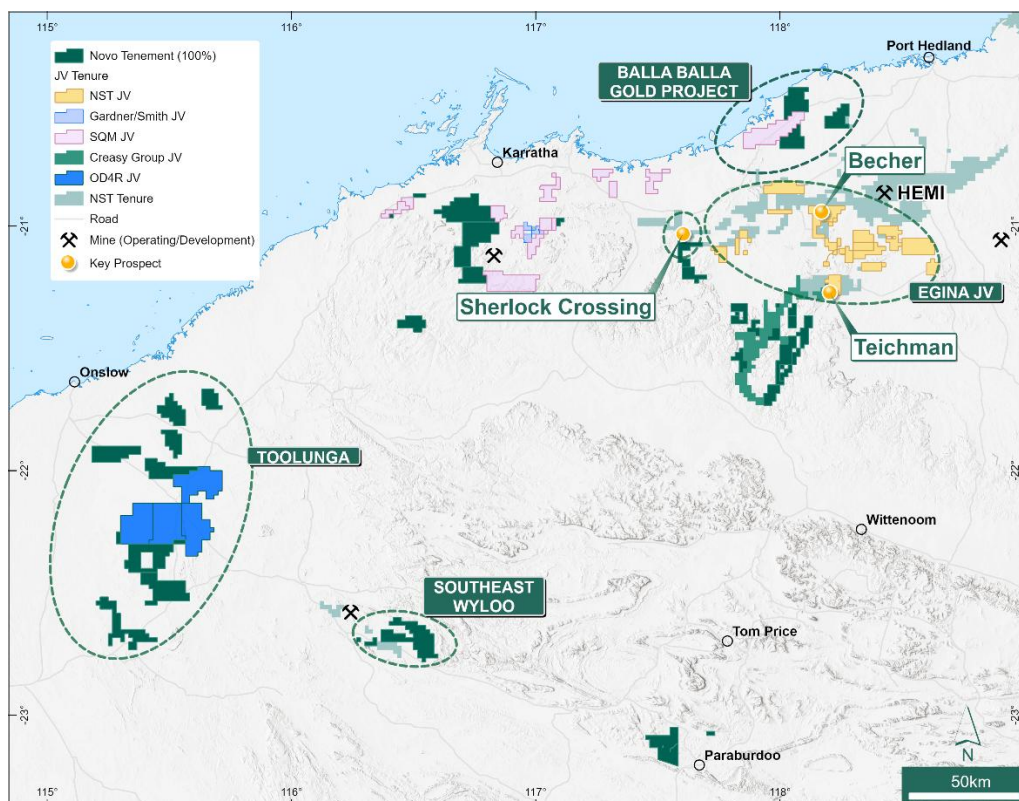 115°
116°
117°
118°
Novo Tenement (100%)
JV Tenure
NST JV
Gardner/Smith JV
SQM JV
Creasy Group JV
OD4R JV
NST Tenure
Road
Mine (Operating/Development)
Key Prospect
Port Hedland
BALLA BALLA
GOLD PROJECT
Karratha
Becher
HEMI
-21°
-21°
Sherlock Crossing
EGINA JV
Teichman
Onslow
TOOLUNGA
-22°
-22°
Wittenoom
SOUTHEAST
WYLOO
Tom Price
-23°
-23°
Paraburdoo
N
50km
115°
116°
117°
118°